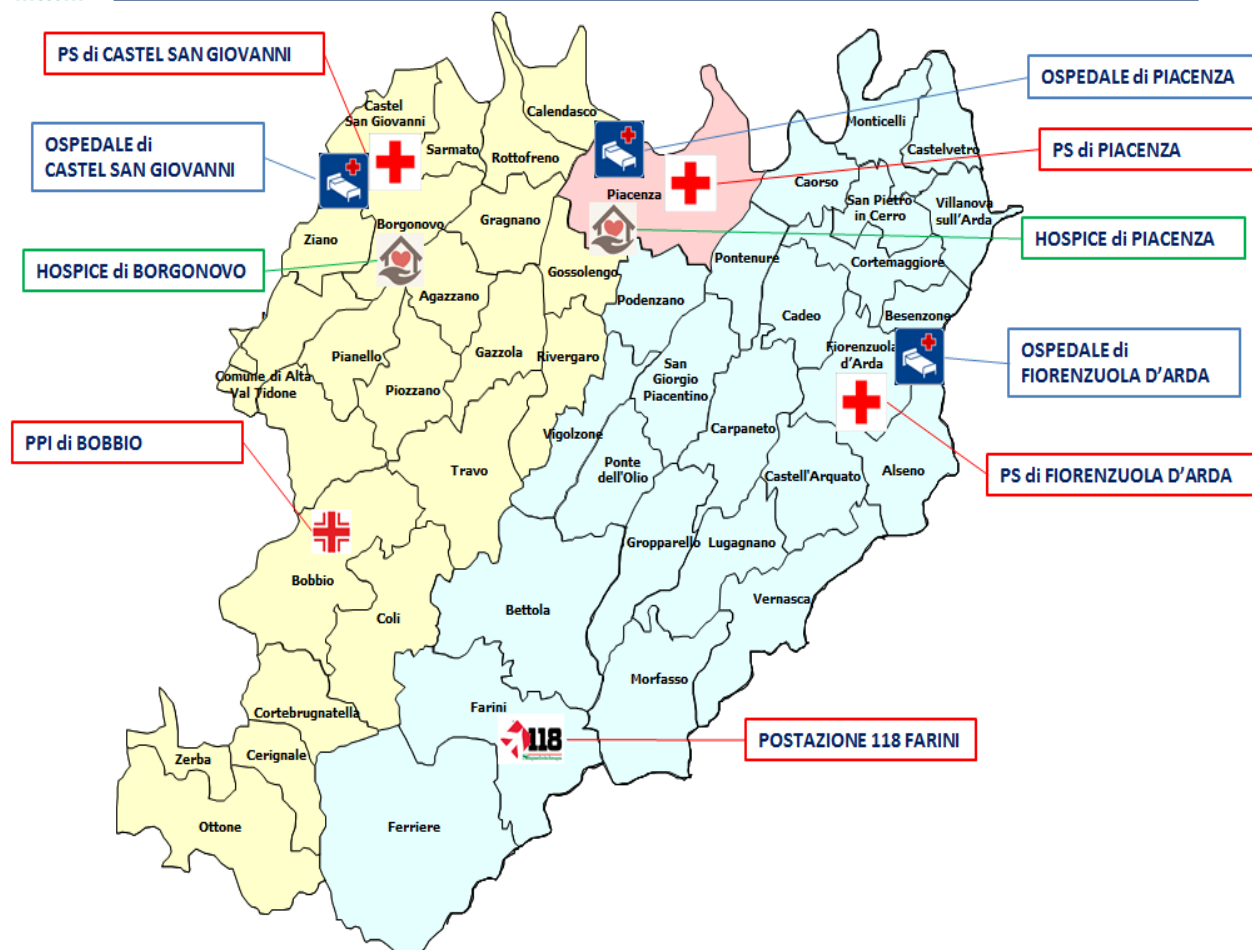 PS di CASTEL SAN GIOVANNI
OSPEDALE di
CASTEL SAN GIOVANNI
HOSPICE di BORGONOVO
PPI di BOBBIO
OSPEDALE di PIACENZA
PS di PIACENZA
HOSPICE di PIACENZA
OSPEDALE di
FIORENZUOLA D'ARDA
PS di FIORENZUOLA D'ARDA
POSTAZIONE 118 FARINI
Castel
San Giovanni
Sarmato
Rottofreno
Calendasco
Piacenza
Monticelli
Castelvetro
Caorso
San Pietro
in Cerro
Villanova
sull'Arda
Ziano
Borgonovo
Gragnano
Gossolengo
Pontenure
Cortemaggiore
Agazzano
Podenzano
Cadeo
Besenzone
Pianello
Gazzola
Rivergaro
San
Giorgio
Piacentino
Fiorenzuola
d'Arda
Comune di Alta
Val Tidone
Piozzano
Vigolzone
Carpaneto
Travo
Ponte
dell'Olio
Castell'Arquato
Alseno
Gropparello
Lugagnano
Bobbio
Coli
Bettola
Vernasca
Morfasso
Cortebrugnatella
Farini
118
Zerba
Cerignale
Ottone
Ferriere